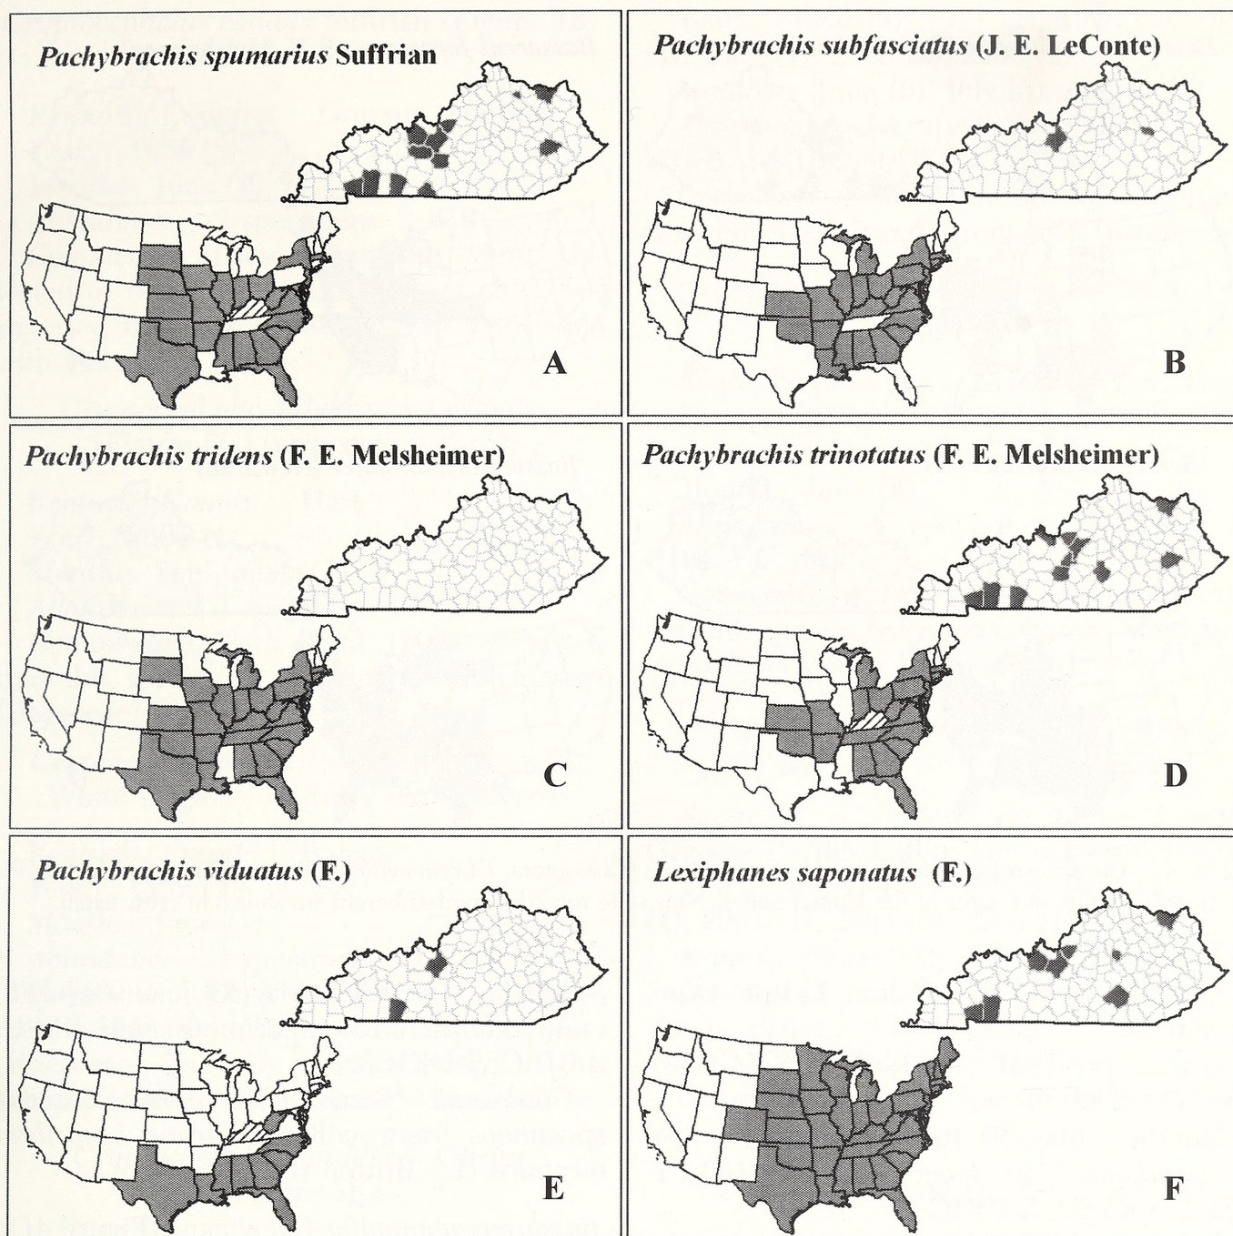 Pachybrachis spumarius Suffrian
A
Pachybrachis subfasciatus (J. E. LeConte)
B
Pachybrachis tridens (F. E. Melsheimer)
C
Pachybrachis trinotatus (F. E. Melsheimer)
D
Pachybrachis viduatus (F.)
E
Lexiphanes saponatus (F.)
F